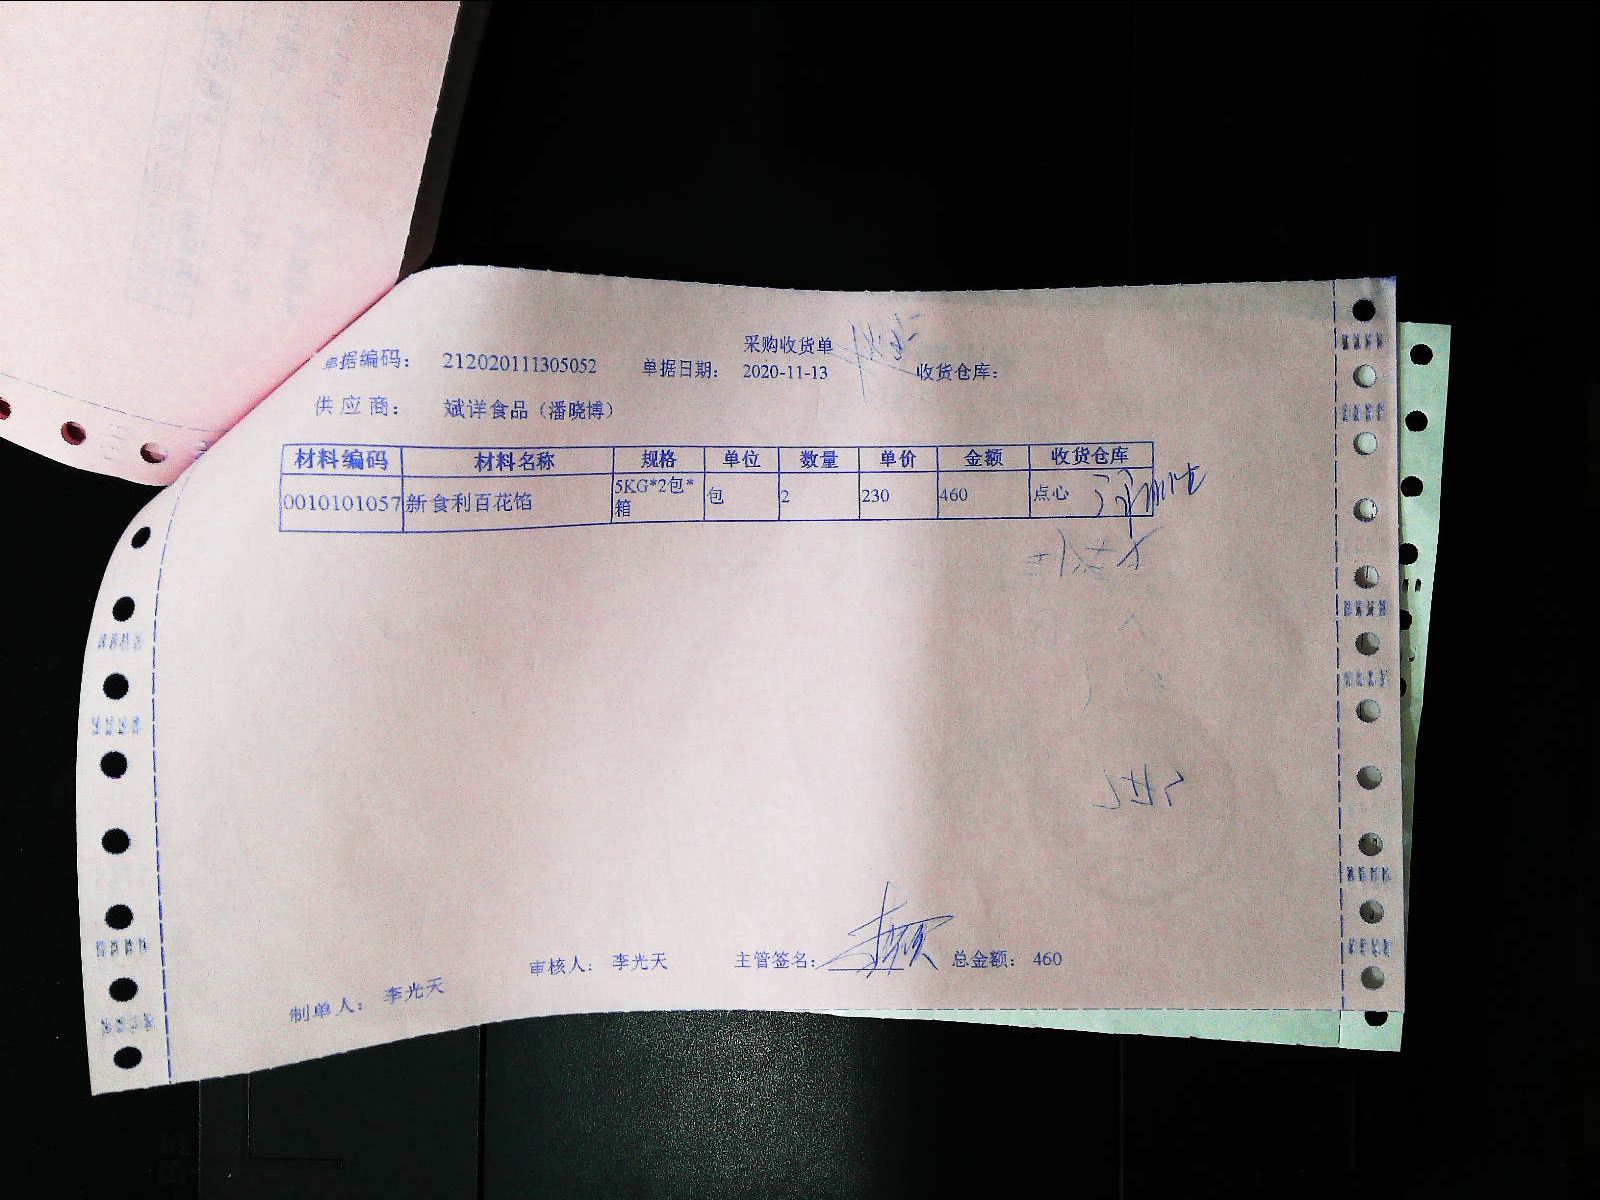 采购收货单
单据编码： 212020111305052 单据日期： 2020-11-13 收货仓库：
供应商： 斌详食品（潘晓博）
材料编码 材料名称 规格 单位 数量 单价 金额 收货仓库
0010101057 新食利百花馅 5KG*2包*箱 包 2 230 460 点心
制单人： 李光天 审核人： 李光天 主管签名： 总金额： 460